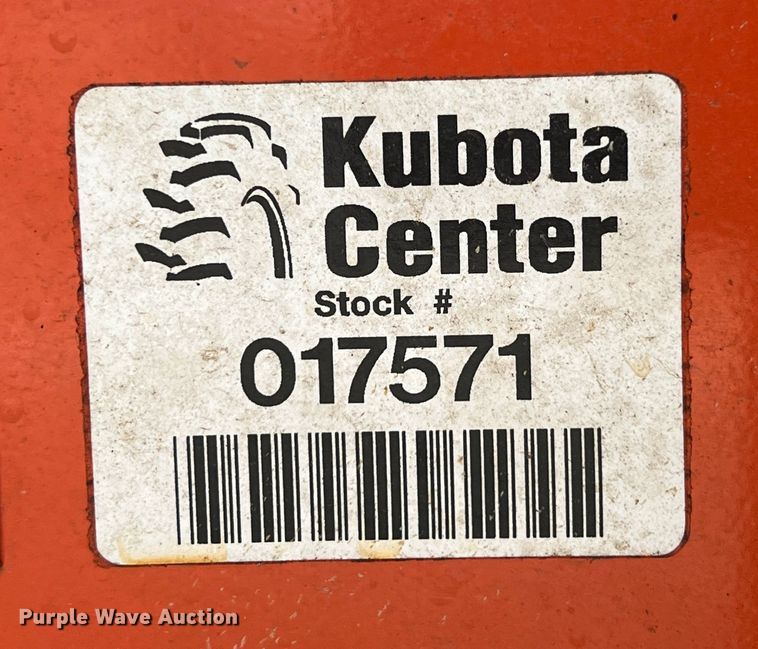 Kubota
Center
Stock #
017571
Purple Wave Auction